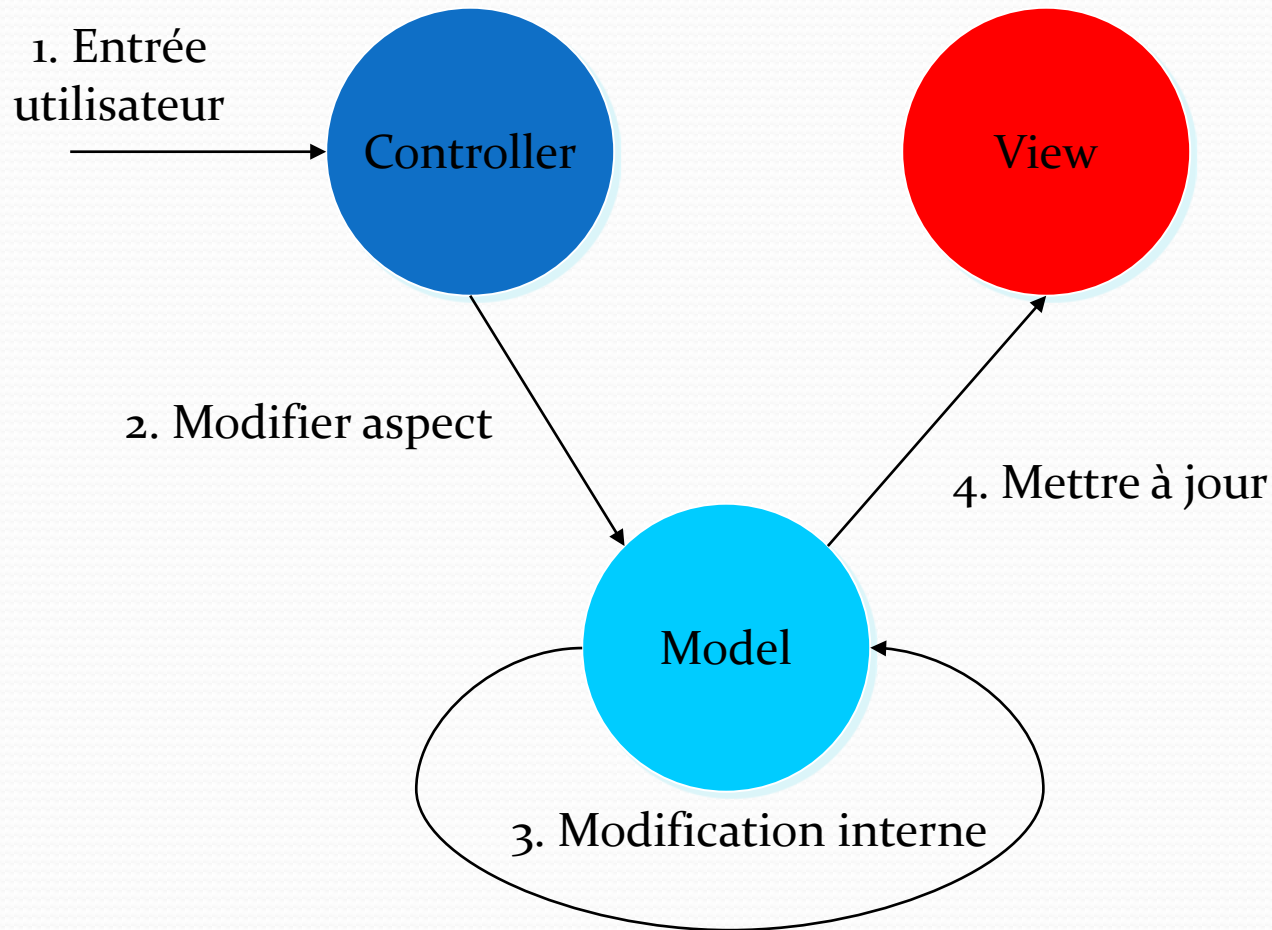 1. Entrée
utilisateur
Controller
View
2. Modifier aspect
4. Mettre à jour
Model
3. Modification interne